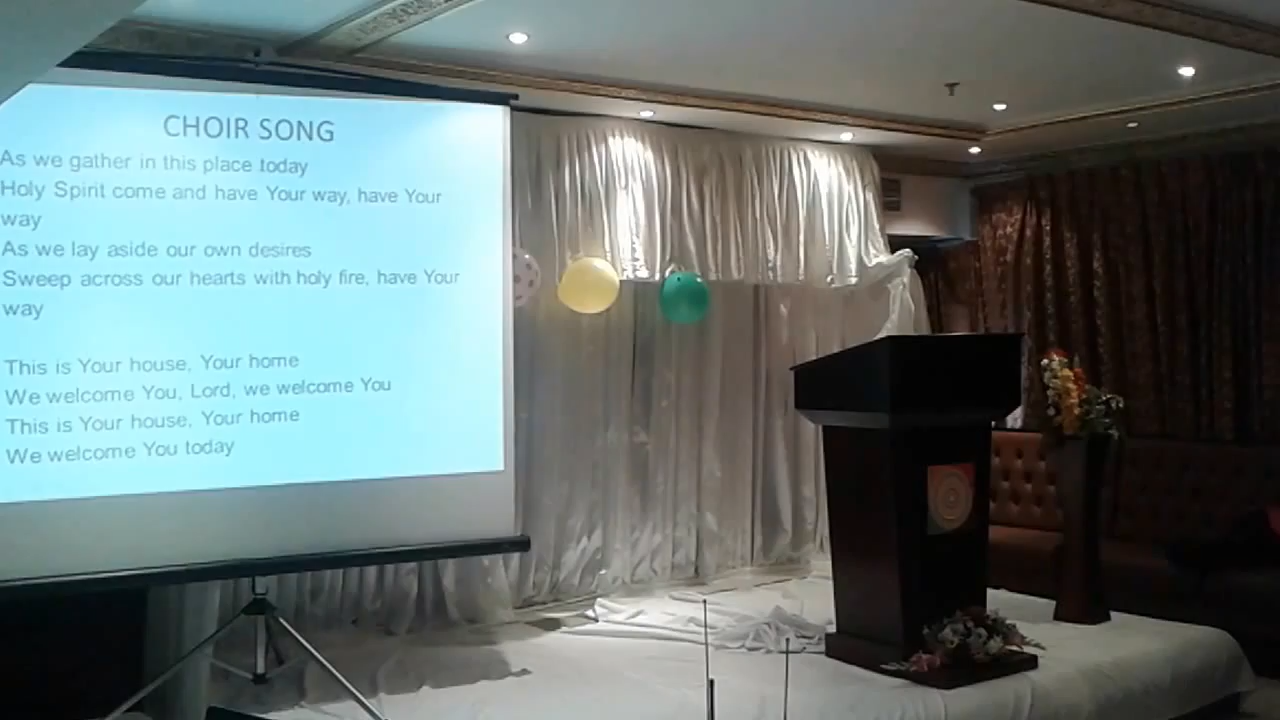 CHOIR SONG
As we gather in this place today
Holy Spirit come and have Your way, have Your
way
As we lay aside our own desires
Sweep across our hearts with holy fire, have Your
way
This is Your house, Your home
We welcome You, Lord, we welcome You
This is Your house, Your home
We welcome You today